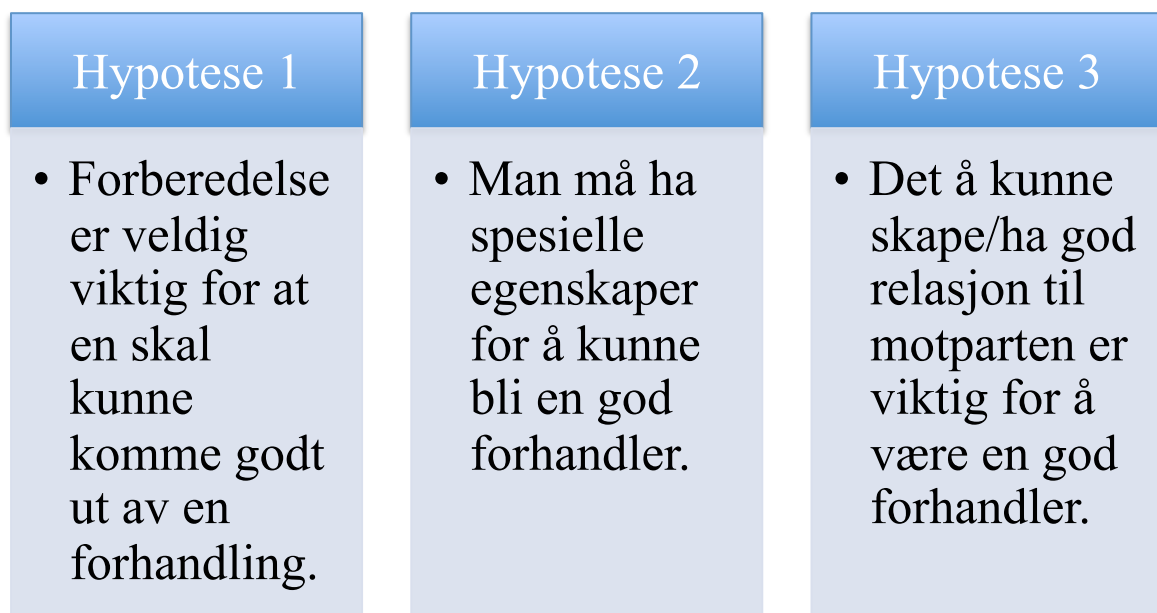 Hypotese 1
• Forberedelse
er veldig
viktig for at
en skal
kunne
komme godt
ut av en
forhandling.
Hypotese 2
• Man må ha
spesielle
egenskaper
for å kunne
bli en god
forhandler.
Hypotese 3
• Det å kunne
skape/ha god
relasjon til
motparten er
viktig for å
være en god
forhandler.